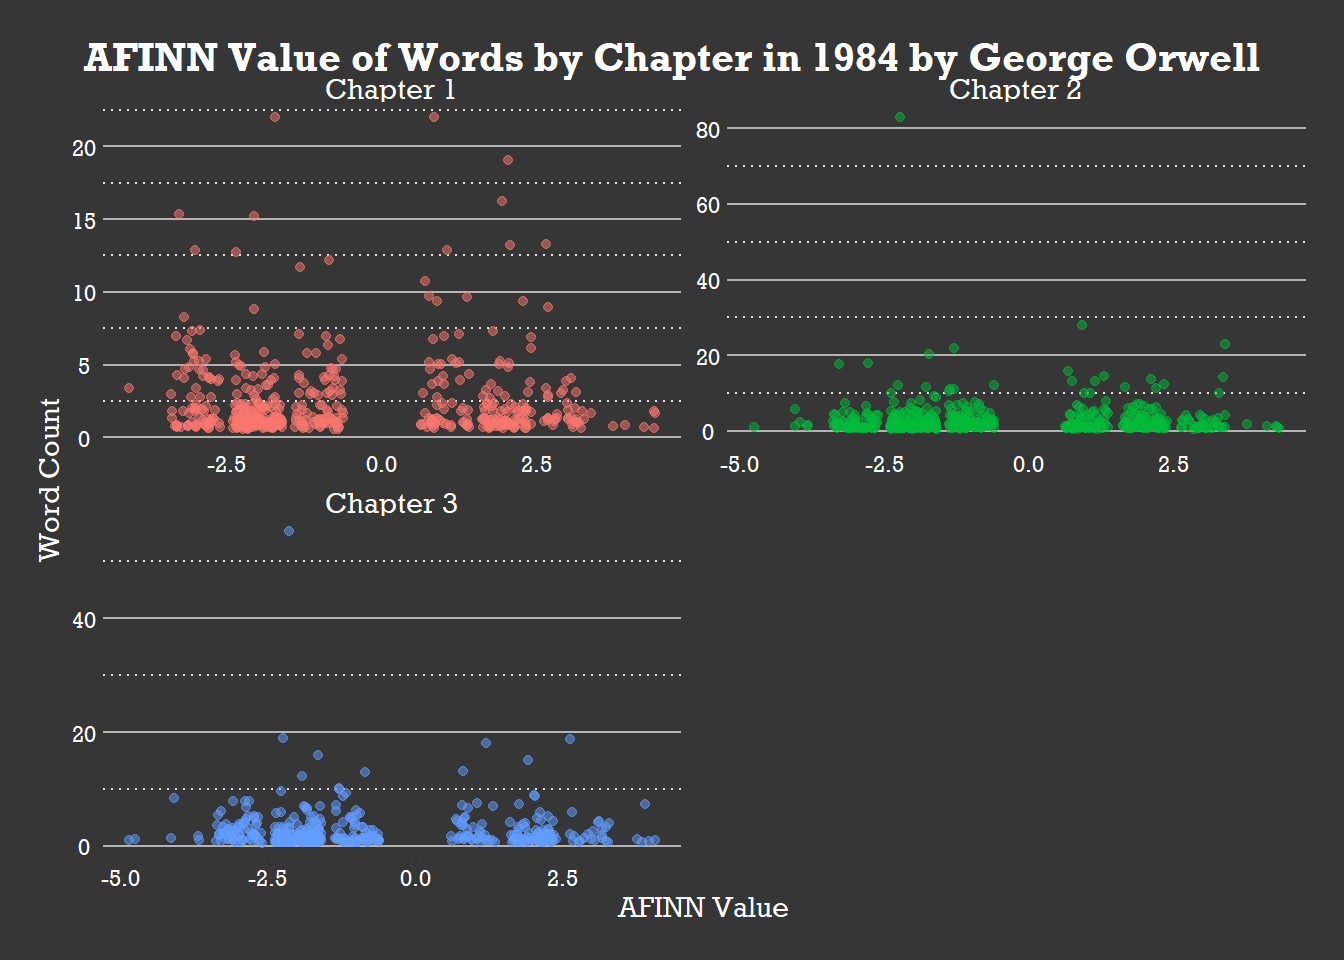 AFINN Value of Words by Chapter in 1984 by George Orwell
Chapter 1
20
15
10
5
0
-2.5 0.0 2.5
Chapter 2
80
60
40
20
0
-5.0 -2.5 0.0 2.5
Word Count
Chapter 3
40
20
0
-5.0 -2.5 0.0 2.5
AFINN Value